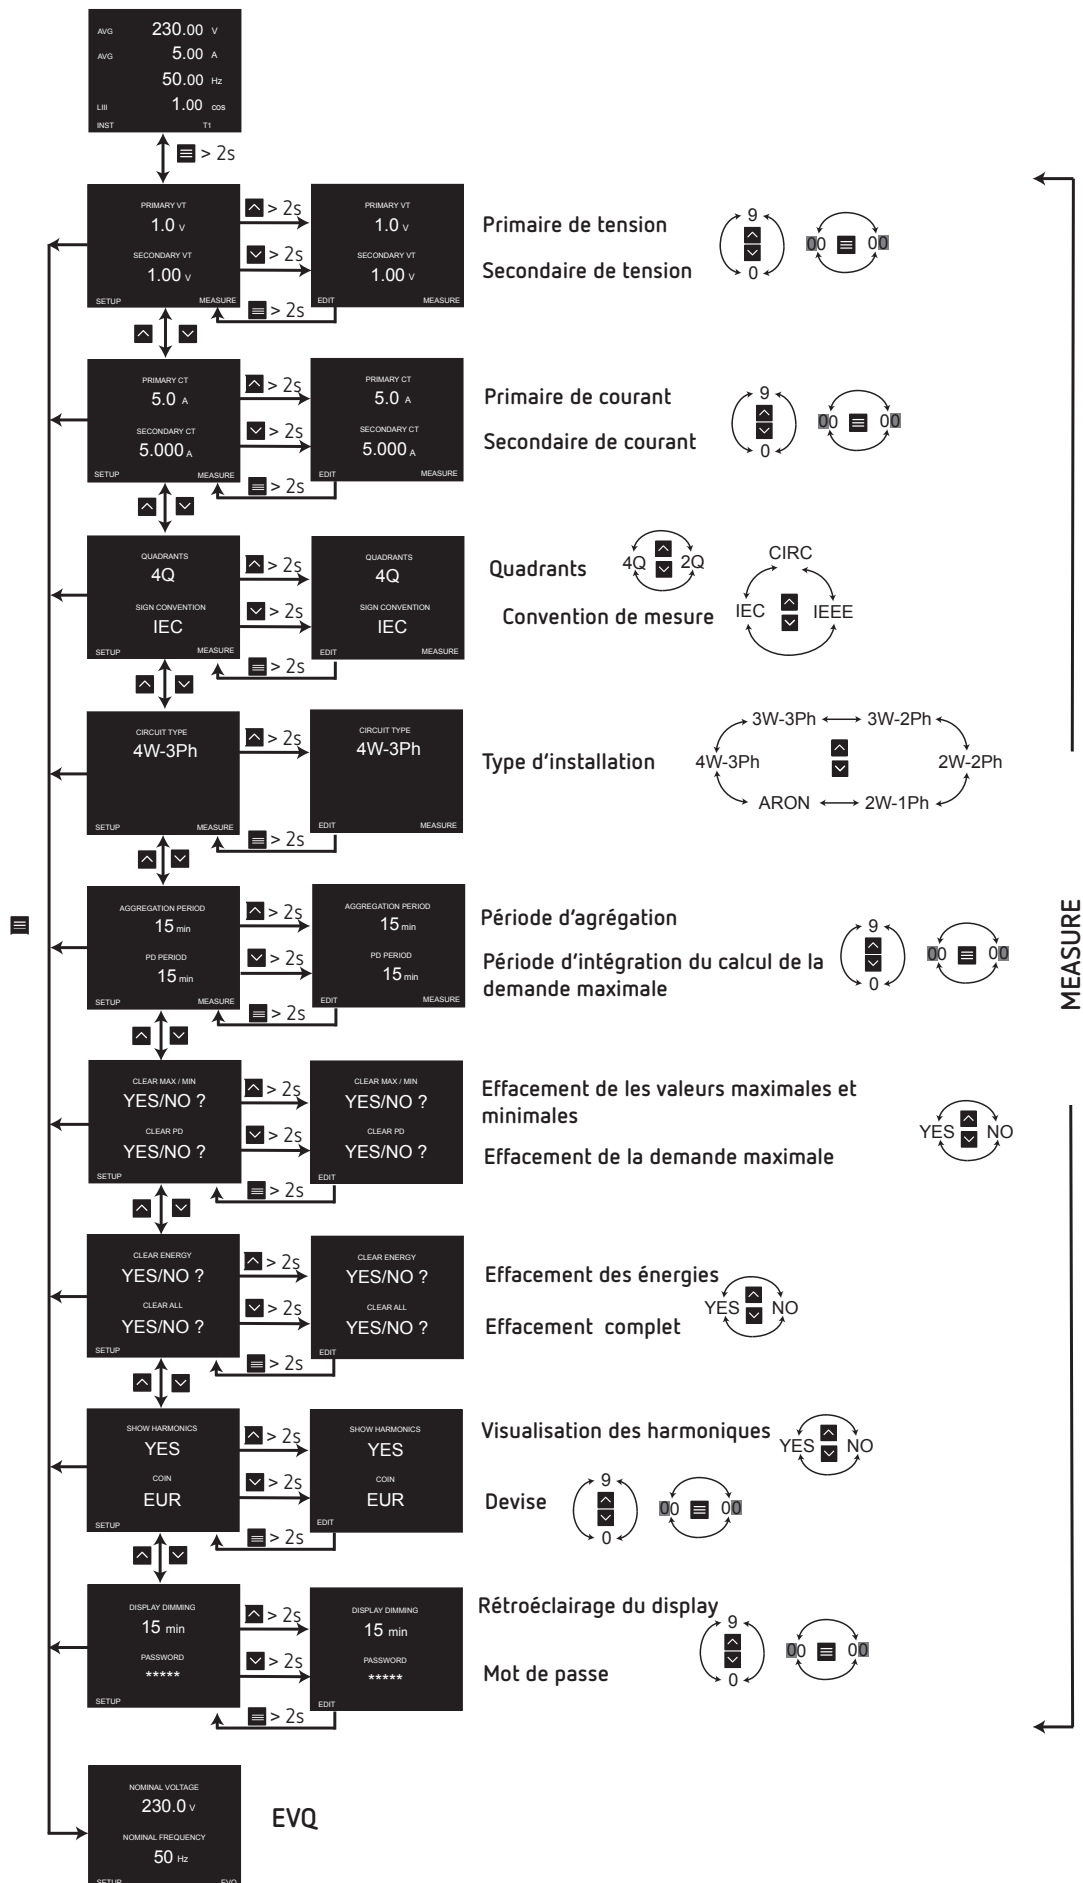 AVG 230.00 V
AVG 5.00 A
50.00 Hz
LIII 1.00 cos
INST T1
> 2s
PRIMARY VT
1.0 V
SECONDARY VT
1.00 V
SETUP MEASURE
> 2s
> 2s
> 2s
PRIMARY VT
1.0 V
SECONDARY VT
1.00 V
EDIT MEASURE
Primaire de tension
Secondaire de tension
9
0
00 00
PRIMARY CT
5.0 A
SECONDARY CT
5.000 A
SETUP MEASURE
> 2s
> 2s
> 2s
PRIMARY CT
5.0 A
SECONDARY CT
5.000 A
EDIT MEASURE
Primaire de courant
Secondaire de courant
9
0
00 00
QUADRANTS
4Q
SIGN CONVENTION
IEC
SETUP MEASURE
> 2s
> 2s
> 2s
QUADRANTS
4Q
SIGN CONVENTION
IEC
EDIT MEASURE
Quadrants
4Q 2Q
Convention de mesure
CIRC
IEC IEEE
CIRCUIT TYPE
4W-3Ph
SETUP MEASURE
> 2s
> 2s
CIRCUIT TYPE
4W-3Ph
EDIT MEASURE
Type d'installation
3W-3Ph 3W-2Ph
4W-3Ph 2W-2Ph
ARON 2W-1Ph
AGGREGATION PERIOD
15 min
PD PERIOD
15 min
SETUP MEASURE
> 2s
> 2s
> 2s
AGGREGATION PERIOD
15 min
PD PERIOD
15 min
EDIT MEASURE
Période d'agrégation
Période d'intégration du calcul de la
demande maximale
9
0
00 00
MEASURE
CLEAR MAX / MIN
YES/NO ?
CLEAR PD
YES/NO ?
SETUP
> 2s
> 2s
> 2s
CLEAR MAX / MIN
YES/NO ?
CLEAR PD
YES/NO ?
EDIT
Effacement de les valeurs maximales et
minimales
Effacement de la demande maximale
YES NO
CLEAR ENERGY
YES/NO ?
CLEAR ALL
YES/NO ?
SETUP
> 2s
> 2s
> 2s
CLEAR ENERGY
YES/NO ?
CLEAR ALL
YES/NO ?
EDIT
Effacement des énergies
Effacement complet
YES NO
SHOW HARMONICS
YES
COIN
EUR
SETUP
> 2s
> 2s
> 2s
SHOW HARMONICS
YES
COIN
EUR
EDIT
Visualisation des harmoniques
YES NO
Devise
9
0
00 00
DISPLAY DIMMING
15 min
PASSWORD
*****
SETUP
> 2s
> 2s
> 2s
DISPLAY DIMMING
15 min
PASSWORD
*****
EDIT
Rétroéclairage du display
Mot de passe
9
0
00 00
NOMINAL VOLTAGE
230.0 V
NOMINAL FREQUENCY
50 Hz
SETUP EVQ
EVQ